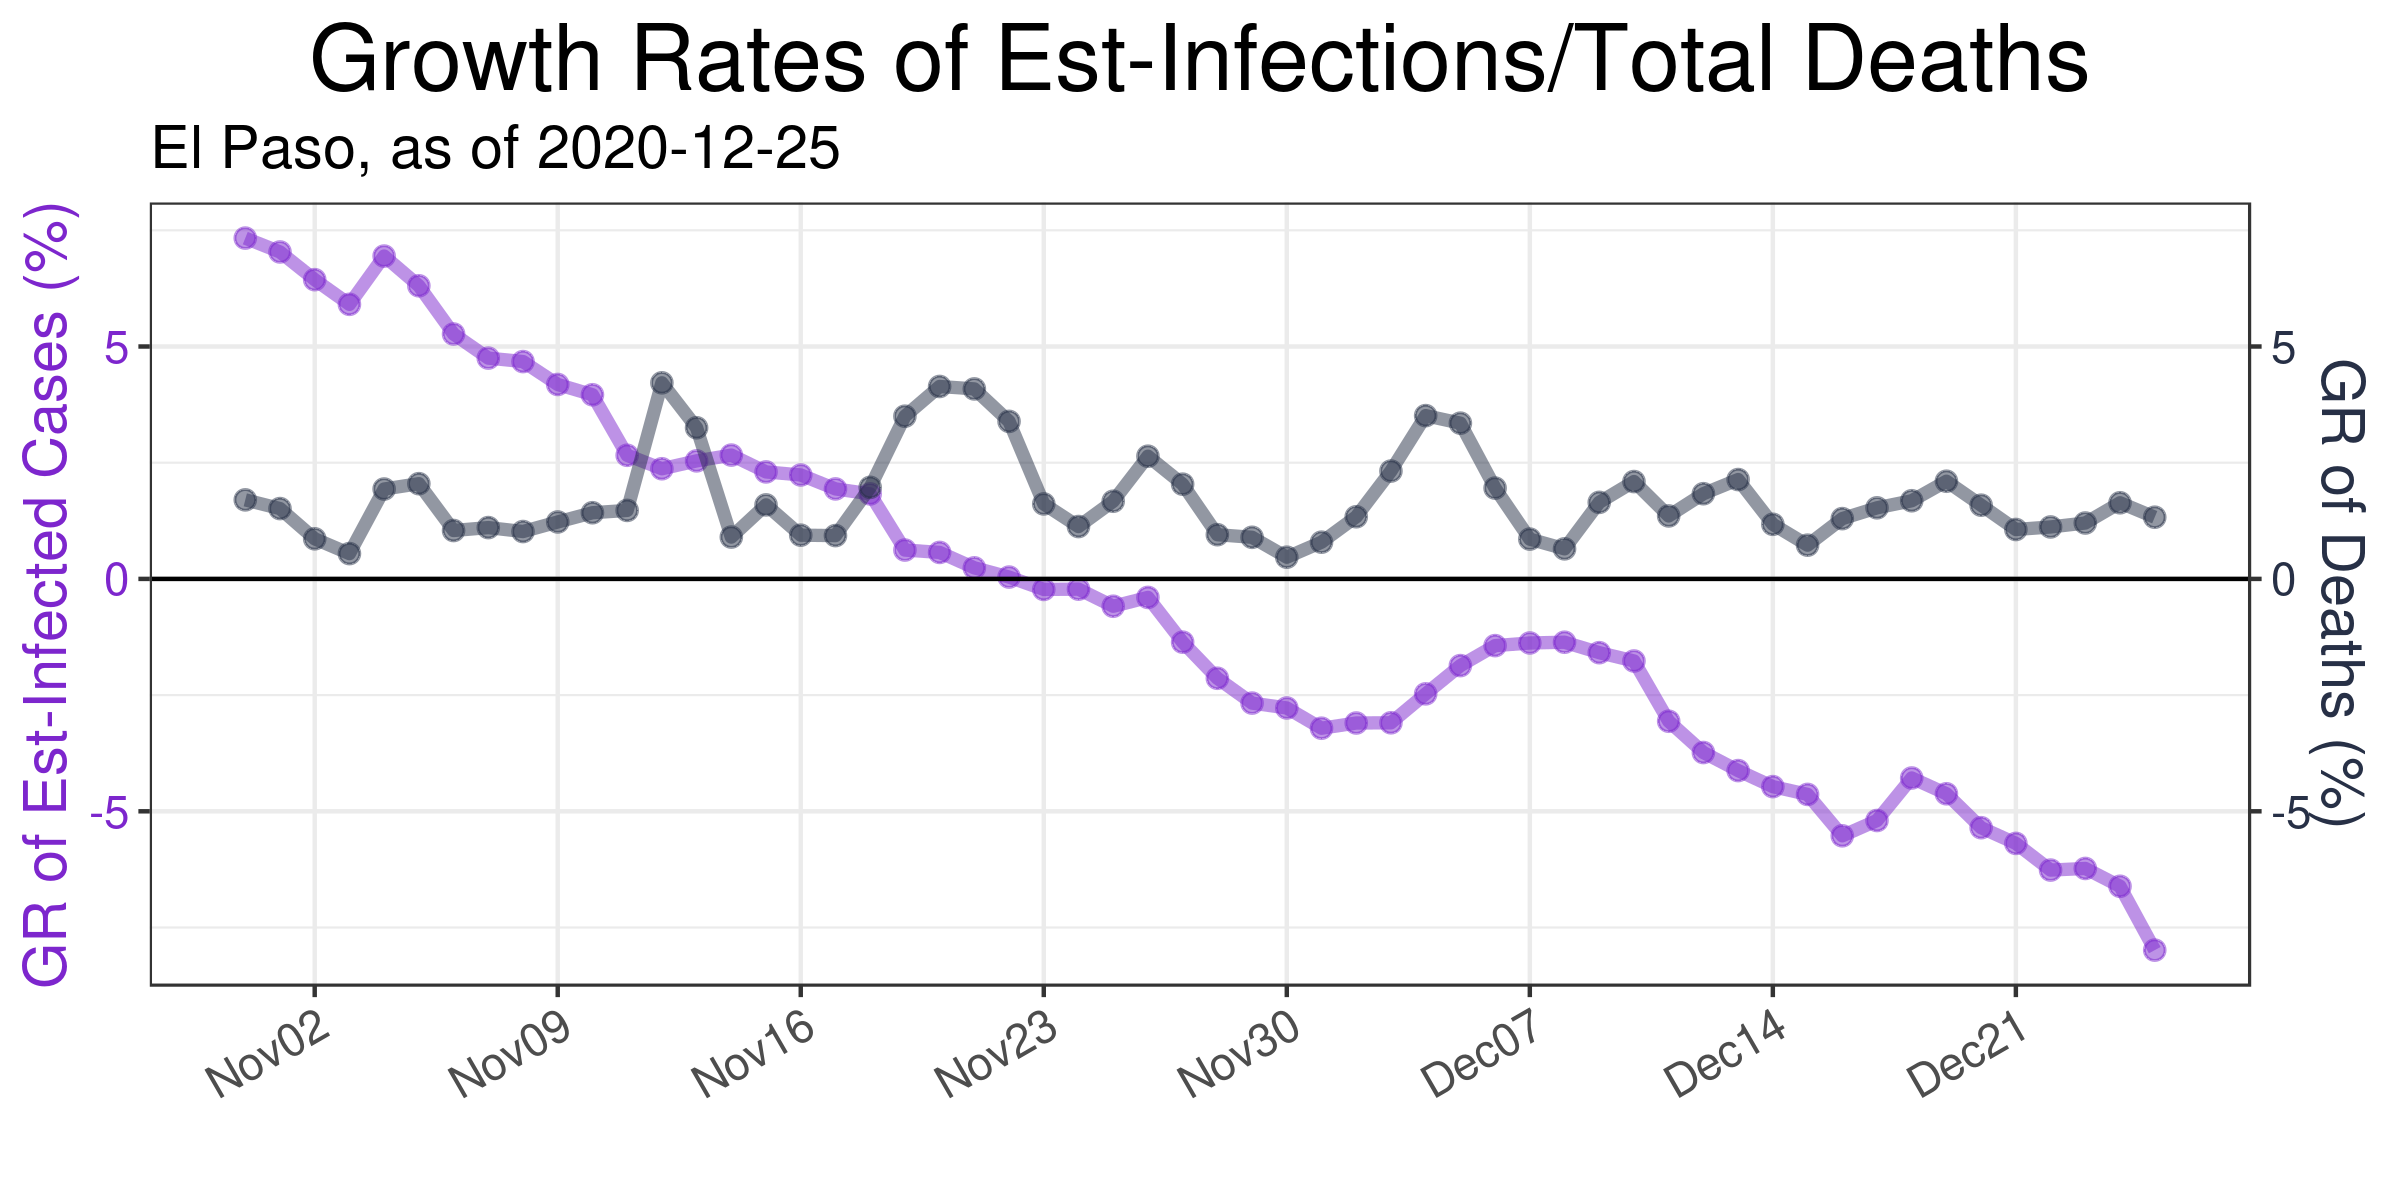 Growth Rates of Est-Infections/Total Deaths
El Paso, as of 2020-12-25
GR of Est-Infected Cases (%)
5
0
-5
5
0
-5
GR of Deaths (%)
Nov02
Nov09
Nov16
Nov23
Nov30
Dec07
Dec14
Dec21